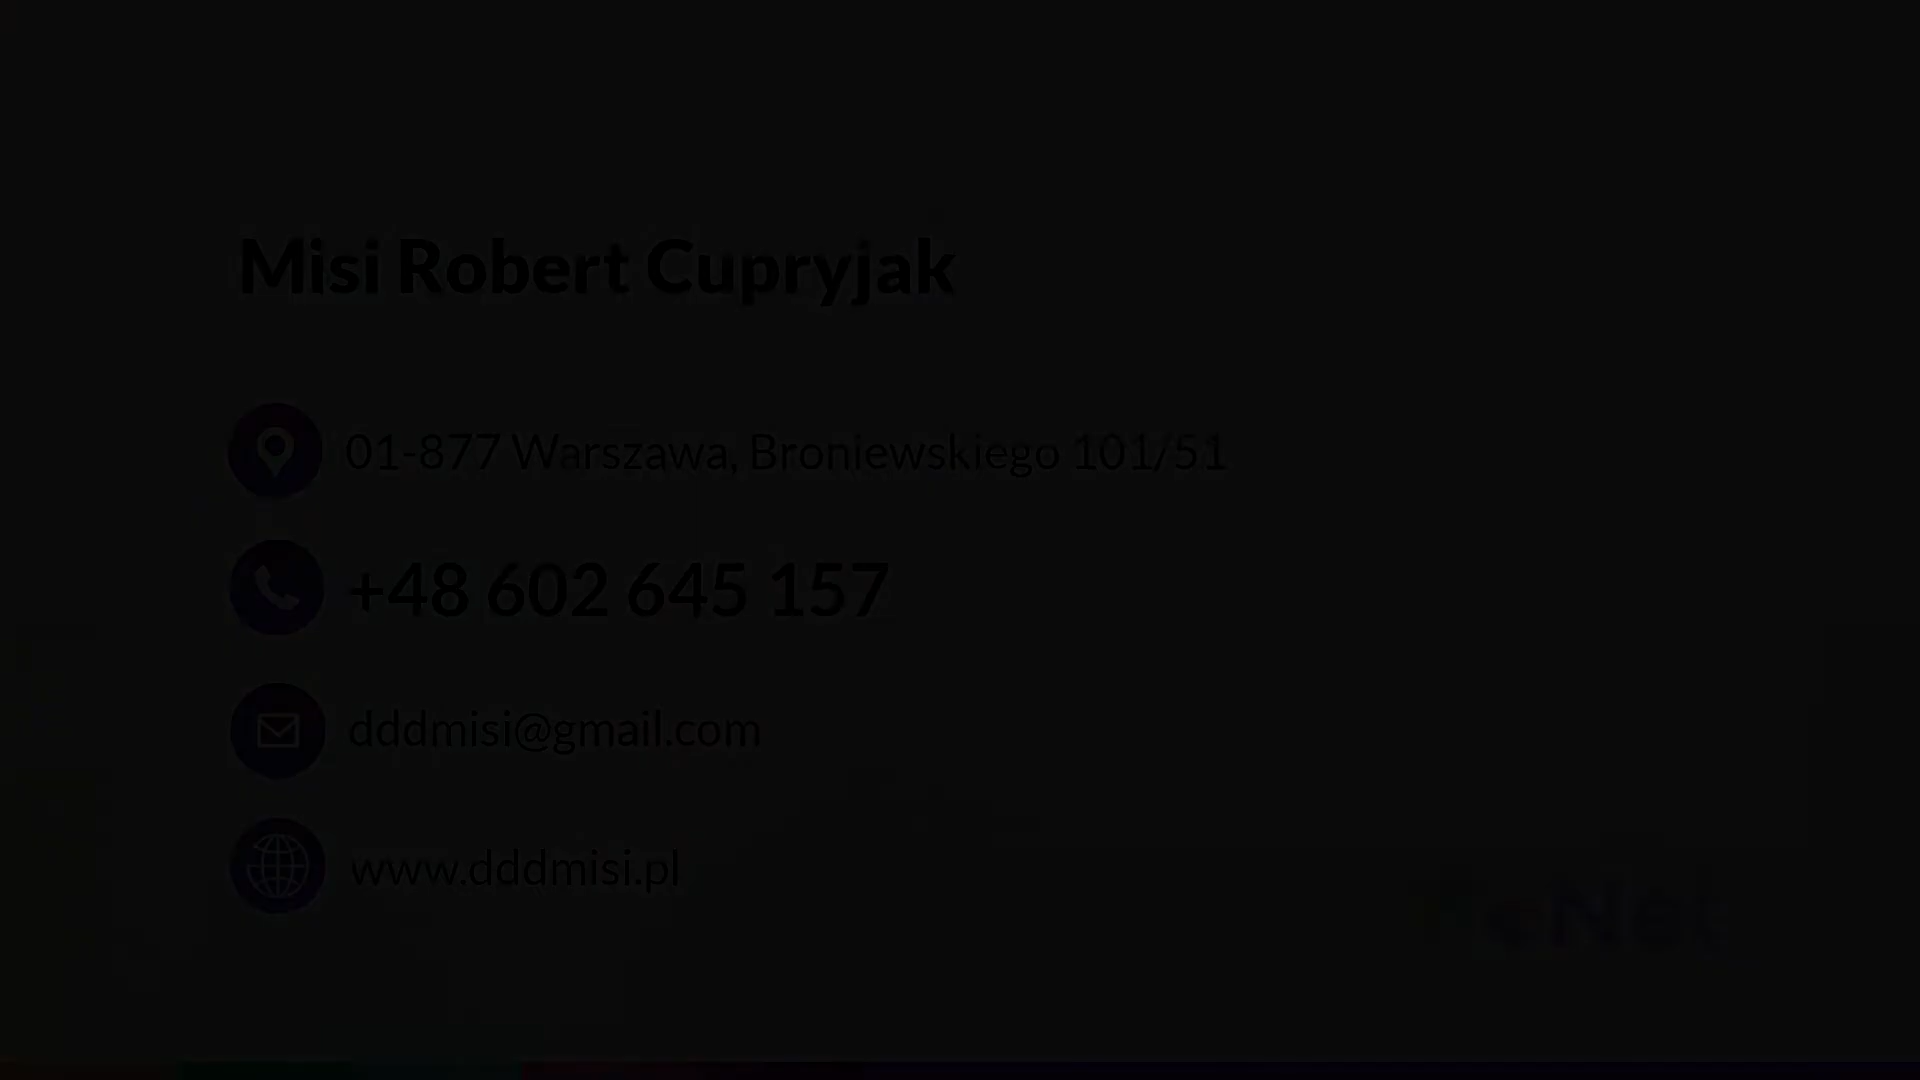 Misi Robert Cupryjak
01-877 Warszawa, Broniewskiego 101/51
+48 602 645 157
dddmisi@gmail.com
www.dddmisi.pl